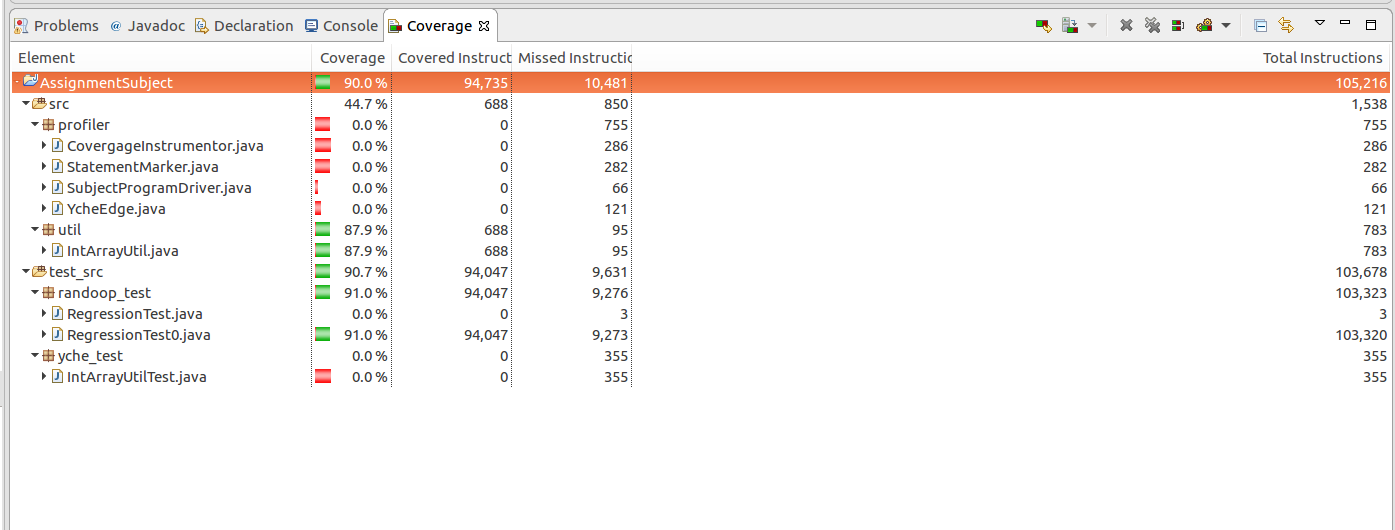 Problems @ Javadoc Declaration Console Coverage
Element Coverage Covered Instruct Missed Instructic Total Instructions
AssignmentSubject 90.0 % 94,735 10,481 105,216
src 44.7 % 688 850 1,538
profiler 0.0 % 0 755 755
CovergageInstrumentor.java 0.0 % 0 286 286
StatementMarker.java 0.0 % 0 282 282
SubjectProgramDriver.java 0.0 % 0 66 66
YcheEdge.java 0.0 % 0 121 121
util 87.9 % 688 95 783
IntArrayUtil.java 87.9 % 688 95 783
test_src 90.7 % 94,047 9,631 103,678
randoop_test 91.0 % 94,047 9,276 103,323
RegressionTest.java 0.0 % 0 3 3
RegressionTest0.java 91.0 % 94,047 9,273 103,320
yche_test 0.0 % 0 355 355
IntArrayUtilTest.java 0.0 % 0 355 355